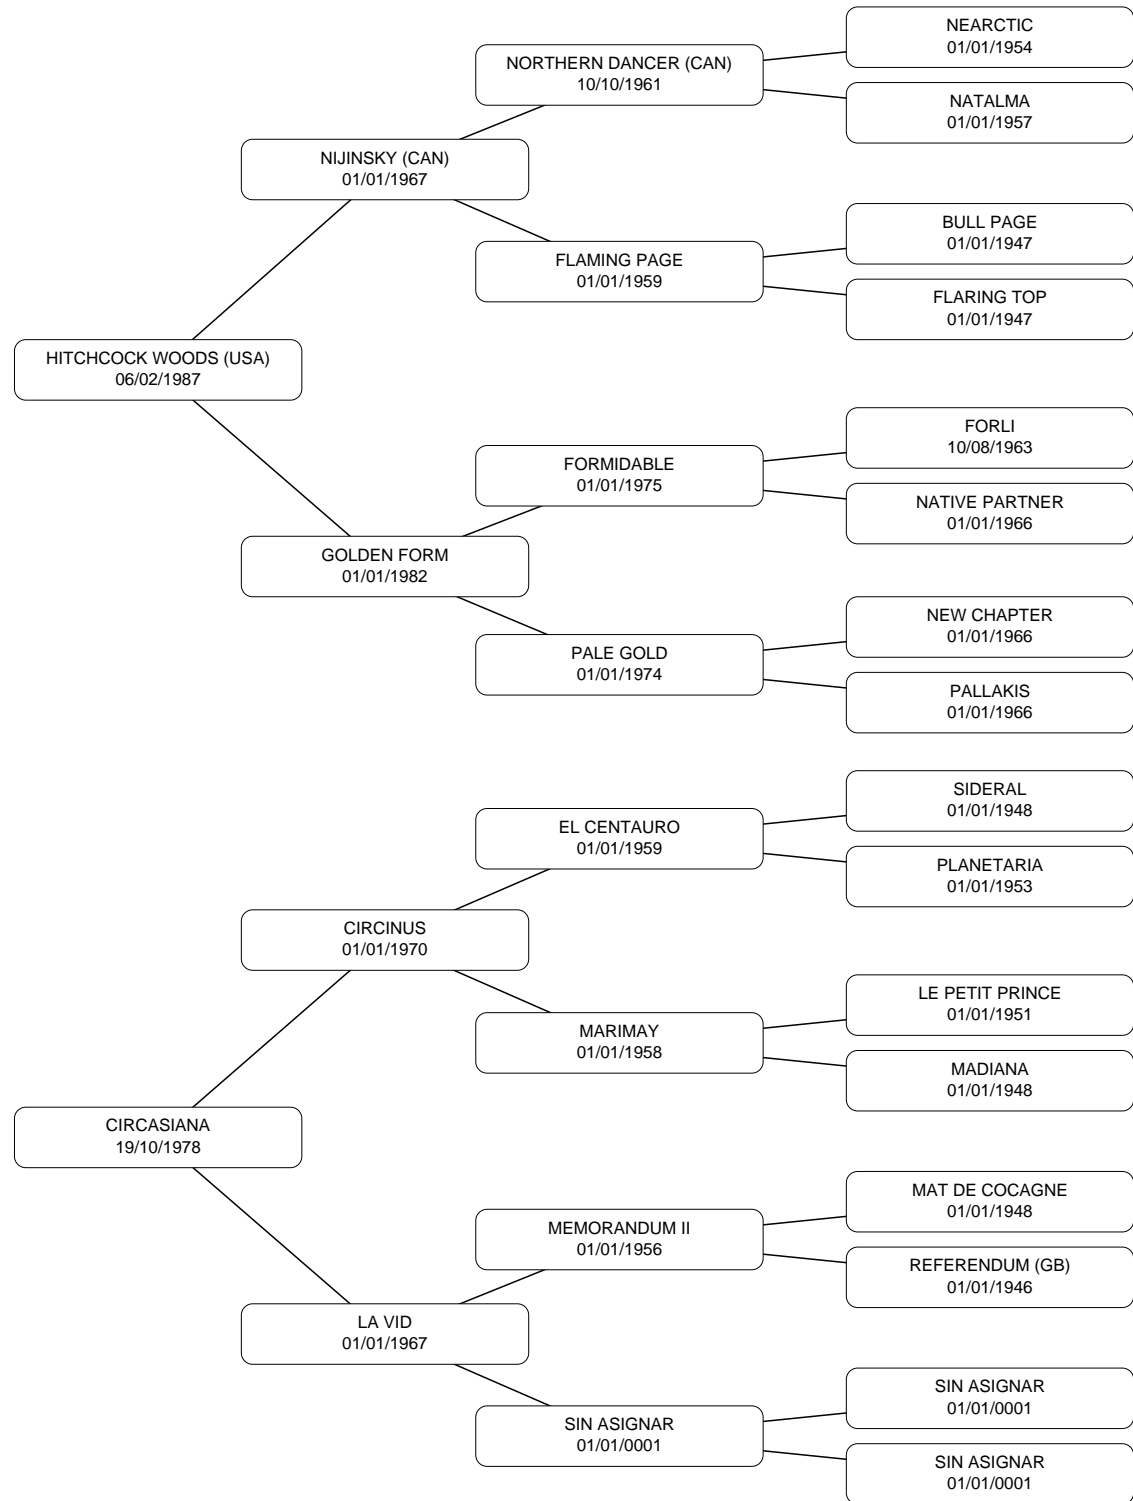 NEARCTIC
01/01/1954
NORTHERN DANCER (CAN)
10/10/1961
NATALMA
01/01/1957
NIJINSKY (CAN)
01/01/1967
BULL PAGE
01/01/1947
FLAMING PAGE
01/01/1959
FLARING TOP
01/01/1947
HITCHCOCK WOODS (USA)
06/02/1987
FORLI
10/08/1963
FORMIDABLE
01/01/1975
NATIVE PARTNER
01/01/1966
GOLDEN FORM
01/01/1982
NEW CHAPTER
01/01/1966
PALE GOLD
01/01/1974
PALLAKIS
01/01/1966
SIDERAL
01/01/1948
EL CENTAURO
01/01/1959
PLANETARIA
01/01/1953
CIRCINUS
01/01/1970
LE PETIT PRINCE
01/01/1951
MARIMAY
01/01/1958
MADIANA
01/01/1948
CIRCASIANA
19/10/1978
MAT DE COCAGNE
01/01/1948
MEMORANDUM II
01/01/1956
REFERENDUM (GB)
01/01/1946
LA VID
01/01/1967
SIN ASIGNAR
01/01/0001
SIN ASIGNAR
01/01/0001
SIN ASIGNAR
01/01/0001